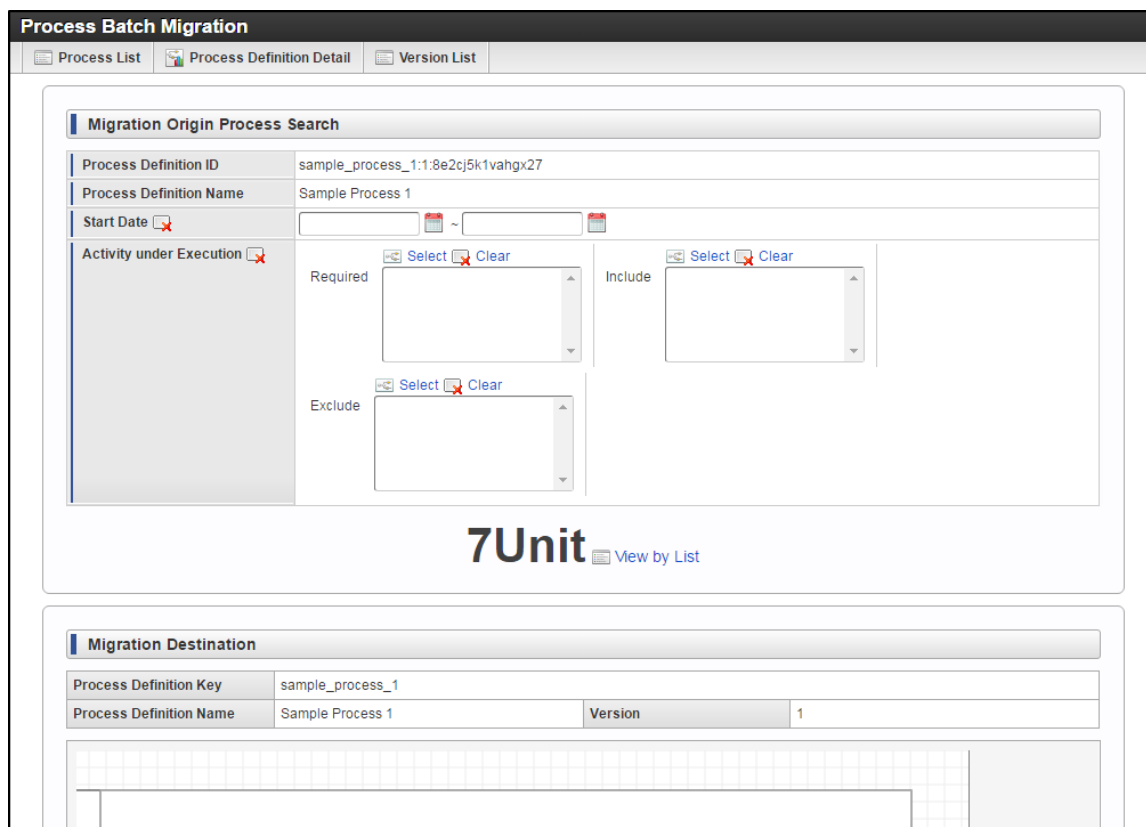 Process Batch Migration
Process List Process Definition Detail Version List
Migration Origin Process Search
Process Definition ID sample_process_1:1:8e2cj5k1vahgx27
Process Definition Name Sample Process 1
Start Date ~
Activity under Execution Select Clear Select Clear
Required Include
Select Clear
Exclude
7Unit View by List
Migration Destination
Process Definition Key sample_process_1
Process Definition Name Sample Process 1 Version 1